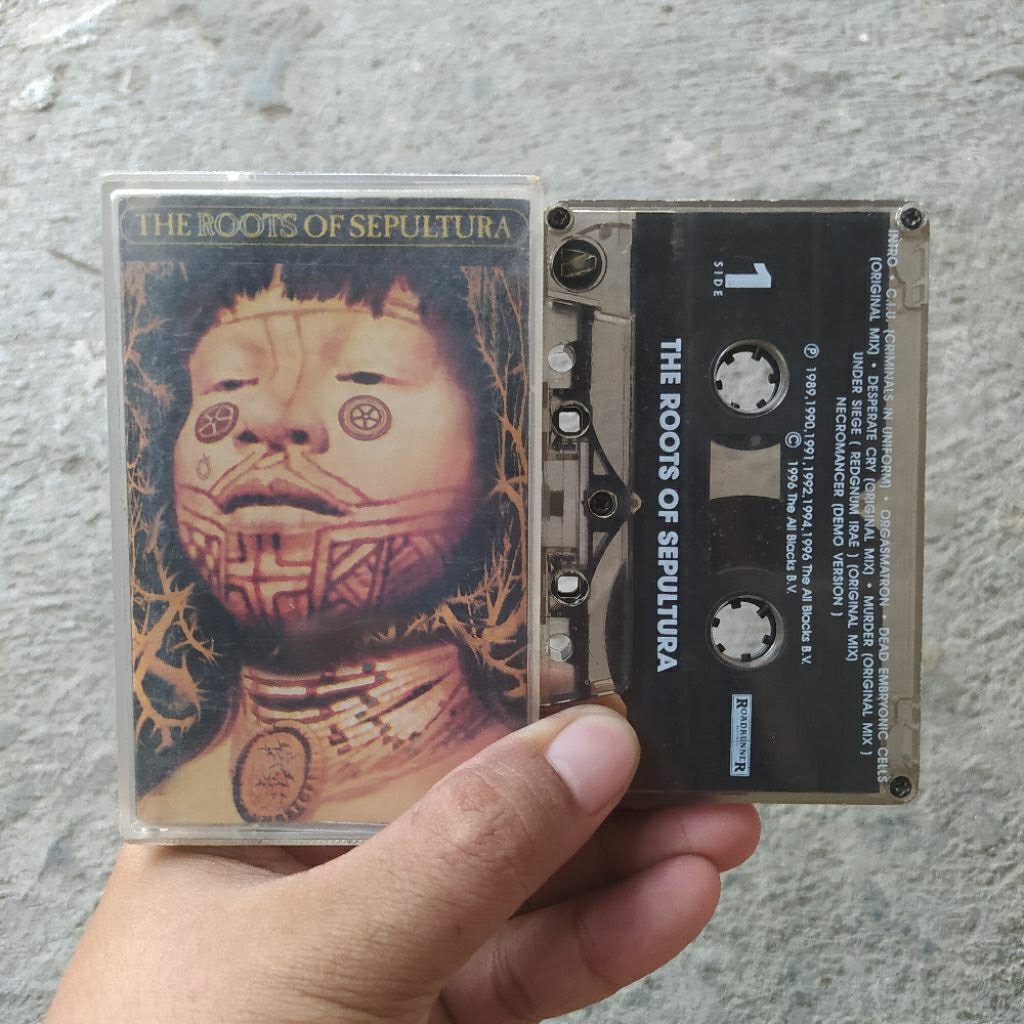 THE ROOTS OF SEPULTURA
1
SIDE
INTRO • C.I.U (CRIMINALS IN UNIFORM) • ORGASMATRON • DEAD EMBRYONIC CELLS
(ORIGINAL MIX) • DESPERATE CRY (ORIGINAL MIX) • MURDER (ORIGINAL MIX )
UNDER SIEGE ( REDGNUM IRAE ) (ORIGINAL MIX)
NECROMANCER (DEMO VERSION )
℗ 1989,1990,1991,1992,1994,1996 The All Blacks B.V.
© 1996 The All Blacks B.V.
THE ROOTS OF SEPULTURA
ROADRUNNER